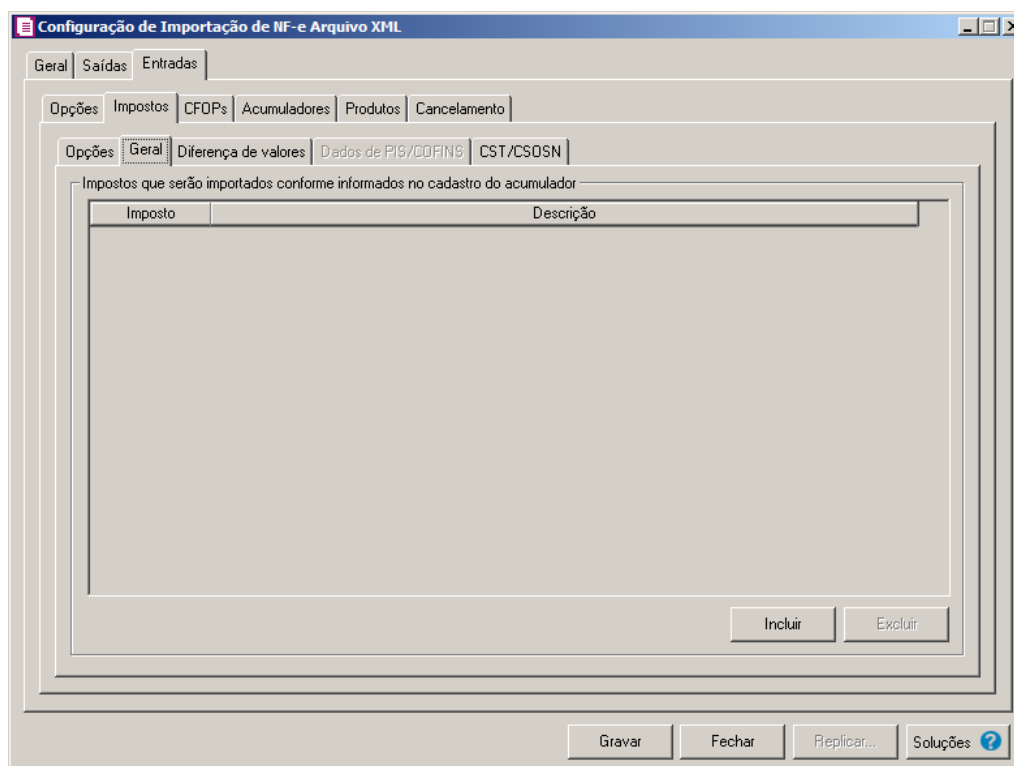 Configuração de Importação de NF-e Arquivo XML
Geral Saídas Entradas
Opções Impostos CFOPs Acumuladores Produtos Cancelamento
Opções Geral Diferença de valores Dados de PIS/COFINS CST/CSOSN
Impostos que serão importados conforme informados no cadastro do acumulador
Imposto Descrição
Incluir Excluir
Gravar Fechar Replicar... Soluções ?